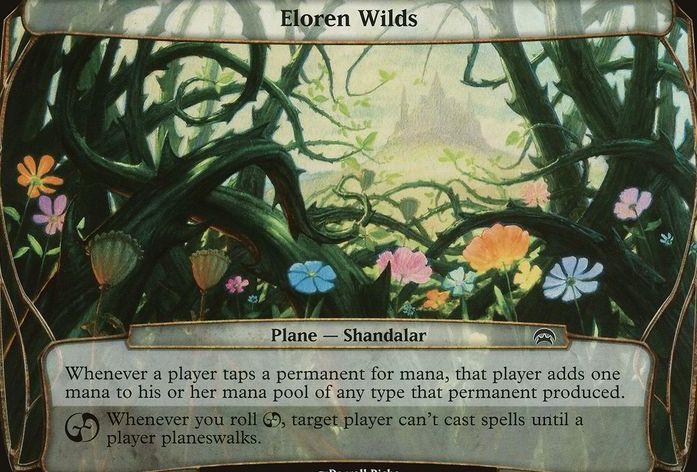 Eloren Wilds
Plane — Shandalar
Whenever a player taps a permanent for mana, that player adds one
mana to his or her mana pool of any type that permanent produced.
Whenever you roll , target player can't cast spells until a
player planeswalks.